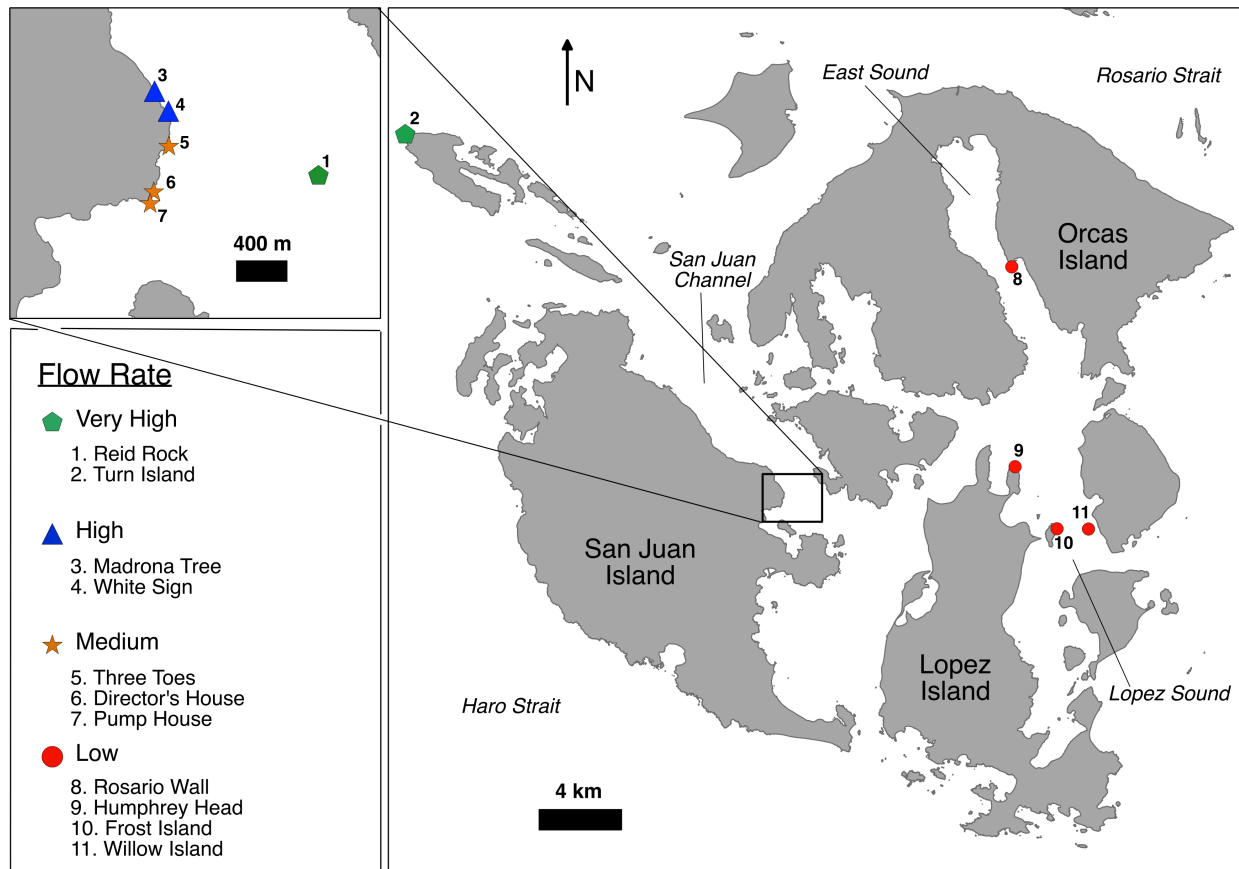 3
4
5
6
7
1
400 m
Flow Rate
Very High
1. Reid Rock
2. Turn Island
High
3. Madrona Tree
4. White Sign
Medium
5. Three Toes
6. Director's House
7. Pump House
Low
8. Rosario Wall
9. Humphrey Head
10. Frost Island
11. Willow Island
N
East Sound
Rosario Strait
2
San Juan
Channel
Orcas
Island
8
9
11
10
San Juan
Island
Lopez
Island
Lopez Sound
Haro Strait
4 km